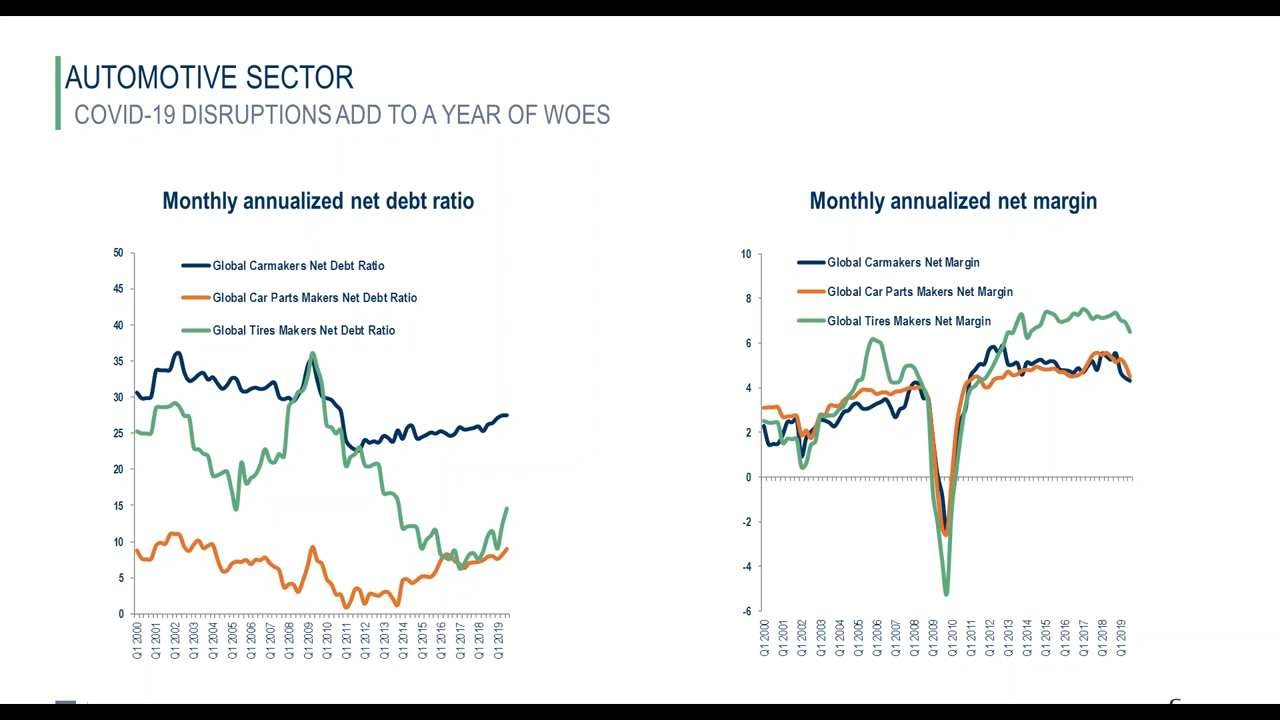 AUTOMOTIVE SECTOR
COVID-19 DISRUPTIONS ADD TO A YEAR OF WOES
Monthly annualized net debt ratio
50
45
40
35
30
25
20
15
10
5
0
Global Carmakers Net Debt Ratio
Global Car Parts Makers Net Debt Ratio
Global Tires Makers Net Debt Ratio
Q1 2000
Q1 2001
Q1 2002
Q1 2003
Q1 2004
Q1 2005
Q1 2006
Q1 2007
Q1 2008
Q1 2009
Q1 2010
Q1 2011
Q1 2012
Q1 2013
Q1 2014
Q1 2015
Q1 2016
Q1 2017
Q1 2018
Q1 2019
Monthly annualized net margin
10
8
6
4
2
0
-2
-4
-6
Global Carmakers Net Margin
Global Car Parts Makers Net Margin
Global Tires Makers Net Margin
Q1 2000
Q1 2001
Q1 2002
Q1 2003
Q1 2004
Q1 2005
Q1 2006
Q1 2007
Q1 2008
Q1 2009
Q1 2010
Q1 2011
Q1 2012
Q1 2013
Q1 2014
Q1 2015
Q1 2016
Q1 2017
Q1 2018
Q1 2019